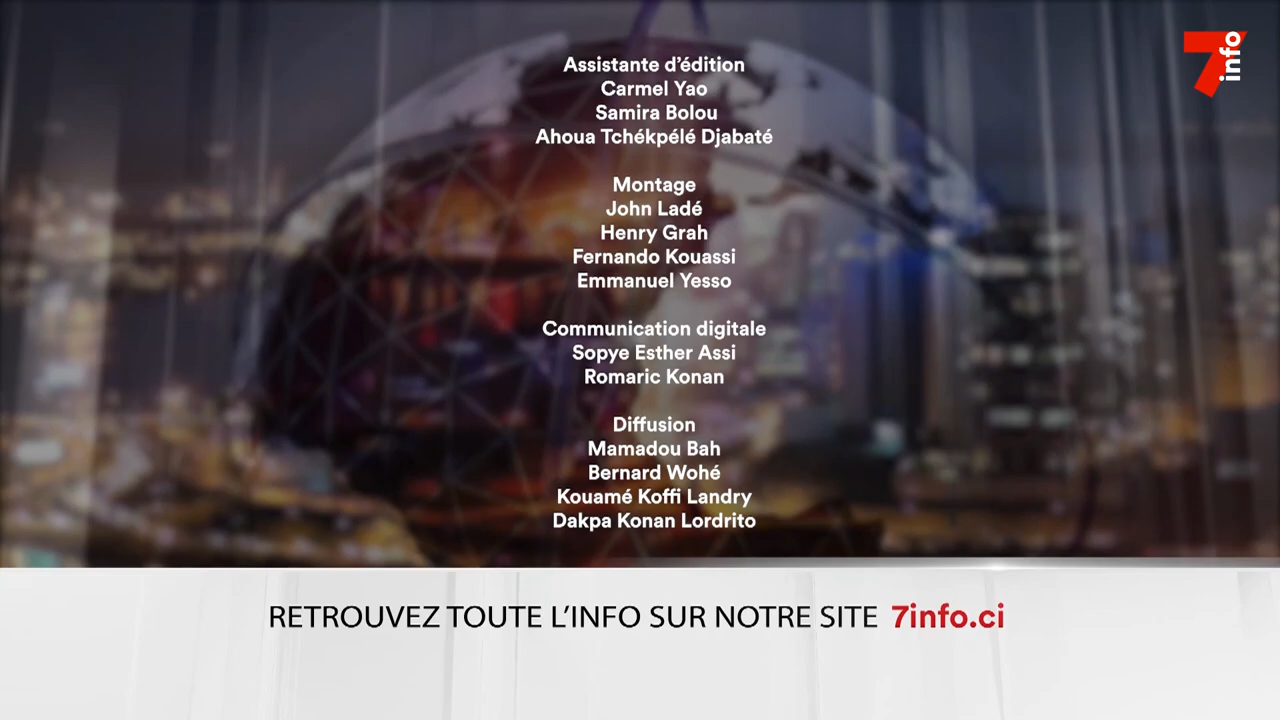 7info
Assistante d’édition
Carmel Yao
Samira Bolou
Ahoua Tchékpélé Djabaté
Montage
John Ladé
Henry Grah
Fernando Kouassi
Emmanuel Yesso
Communication digitale
Sopye Esther Assi
Romaric Konan
Diffusion
Mamadou Bah
Bernard Wohé
Kouamé Koffi Landry
Dakpa Konan Lordrito
RETROUVEZ TOUTE L’INFO SUR NOTRE SITE 7info.ci